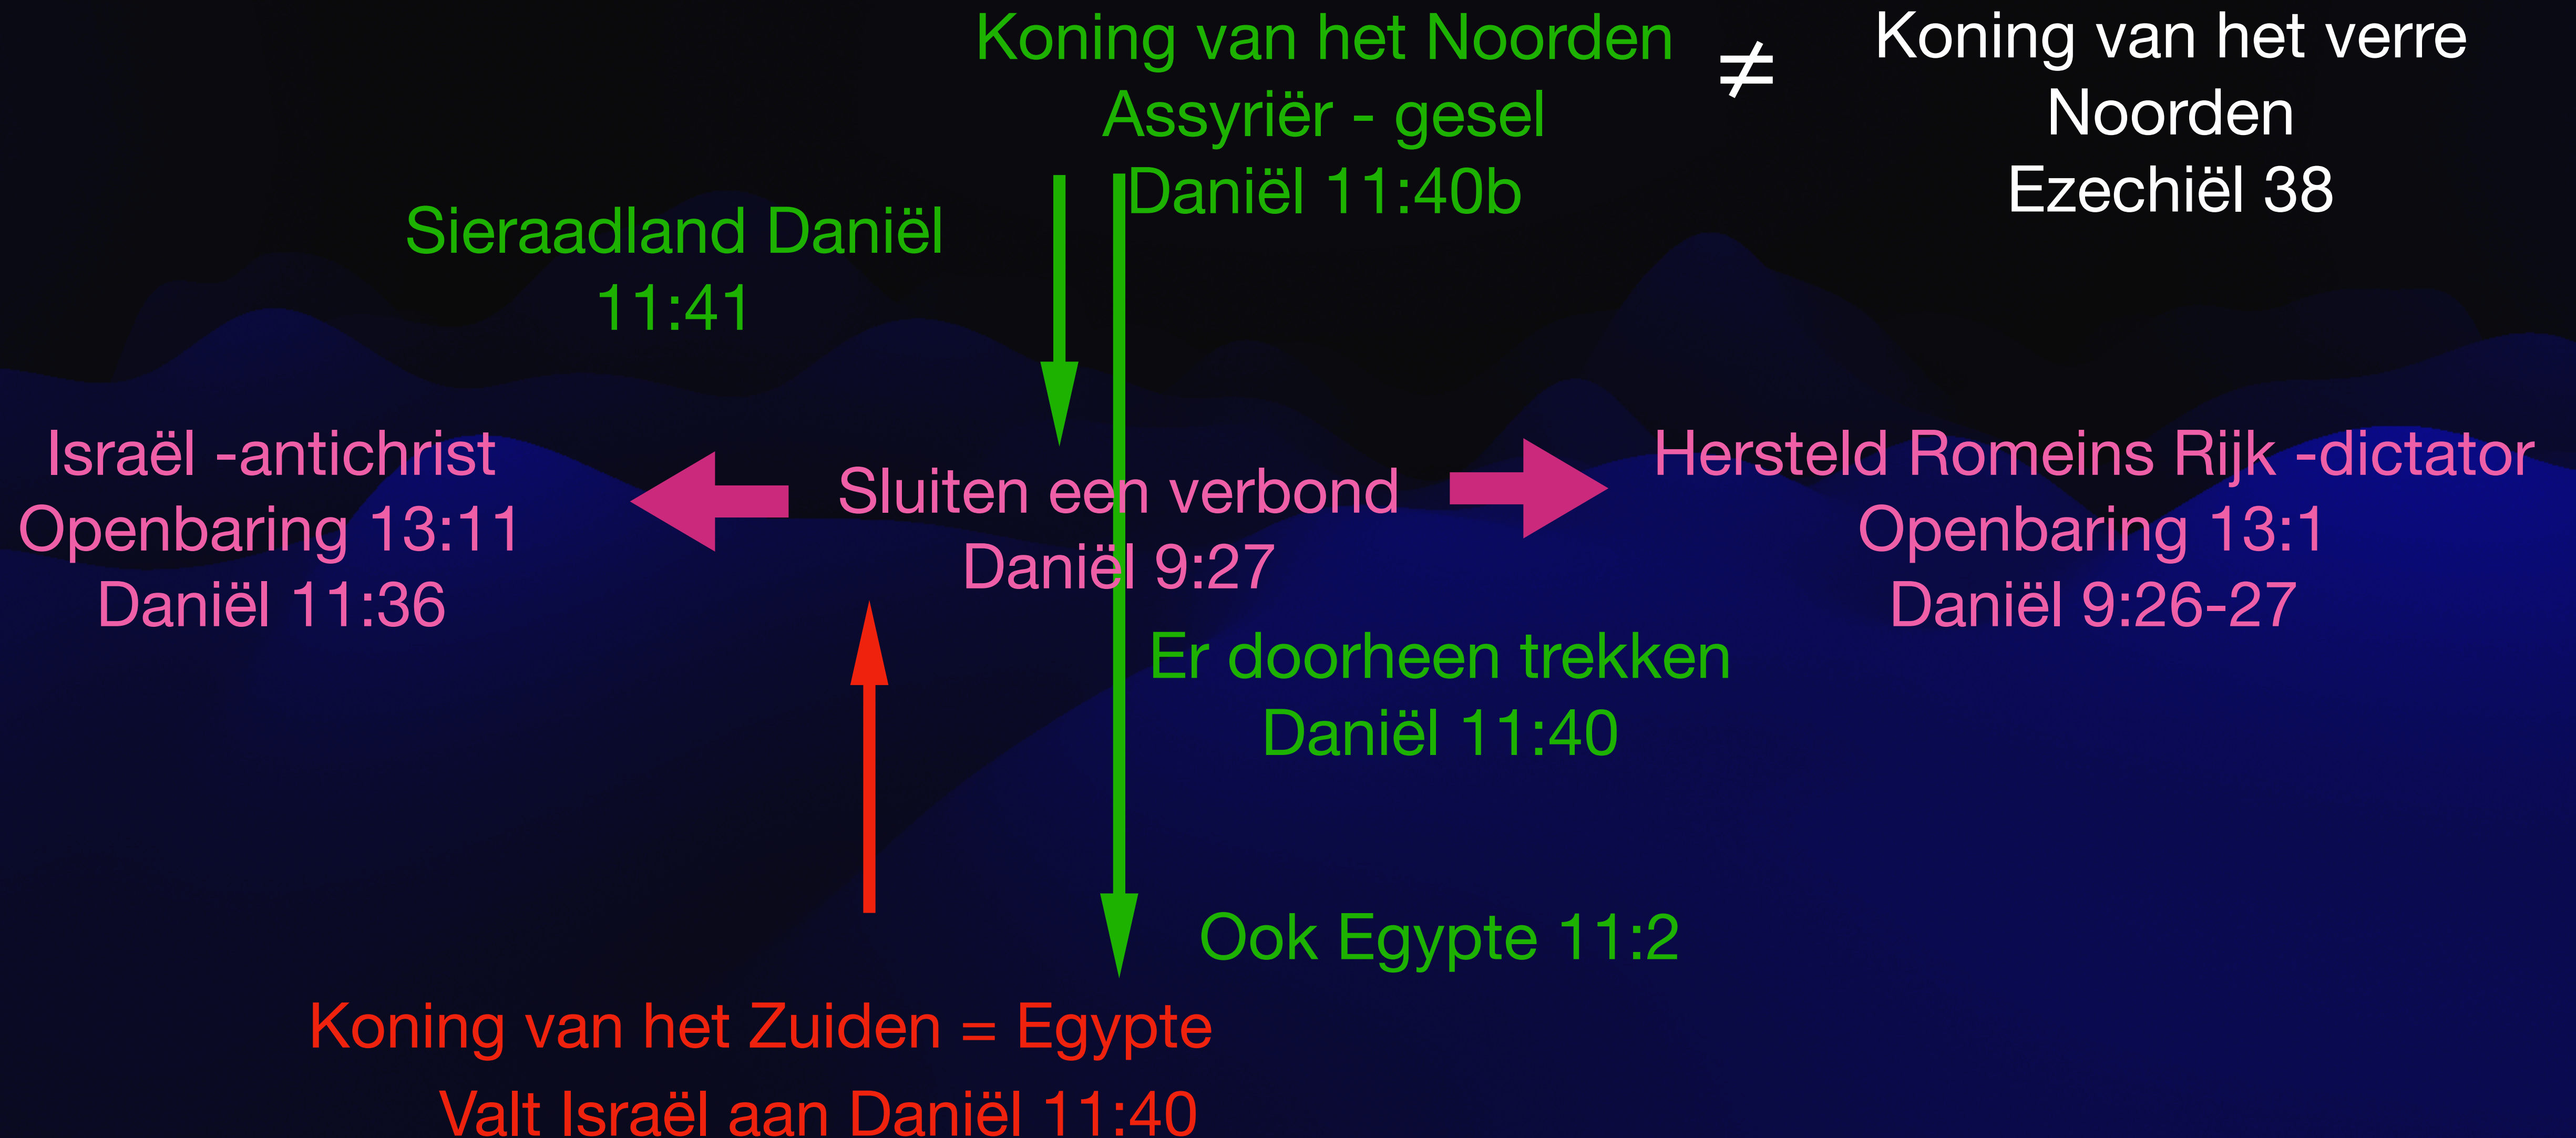 Koning van het Noorden
Assyriër - gesel
Daniël 11:40b
≠
Koning van het verre
Noorden
Ezechiël 38
Sieraadland Daniël
11:41
Israël -antichrist
Openbaring 13:11
Daniël 11:36
Sluiten een verbond
Daniël 9:27
Hersteld Romeins Rijk -dictator
Openbaring 13:1
Daniël 9:26-27
Er doorheen trekken
Daniël 11:40
Ook Egypte 11:2
Koning van het Zuiden = Egypte
Valt Israël aan Daniël 11:40